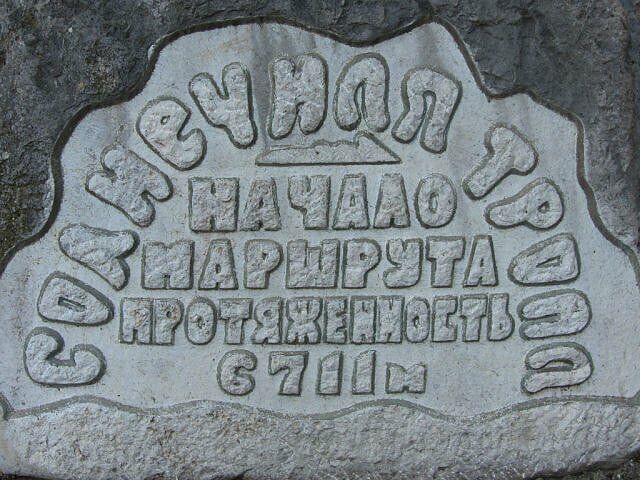 СОЛНЕЧНАЯ ТРОПА
НАЧАЛО
МАРШРУТА
ПРОТЯЖЕННОСТЬ
6711м